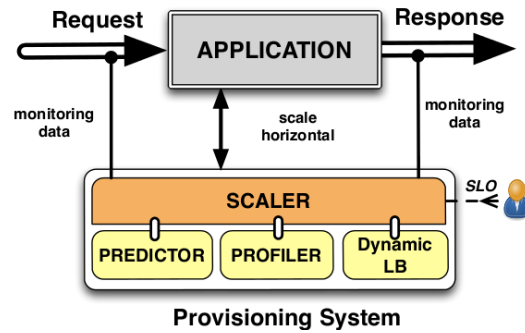 Request
Response
APPLICATION
monitoring
data
scale
horizontal
monitoring
data
SLO
SCALER
PREDICTOR
PROFILER
Dynamic
LB
Provisioning System